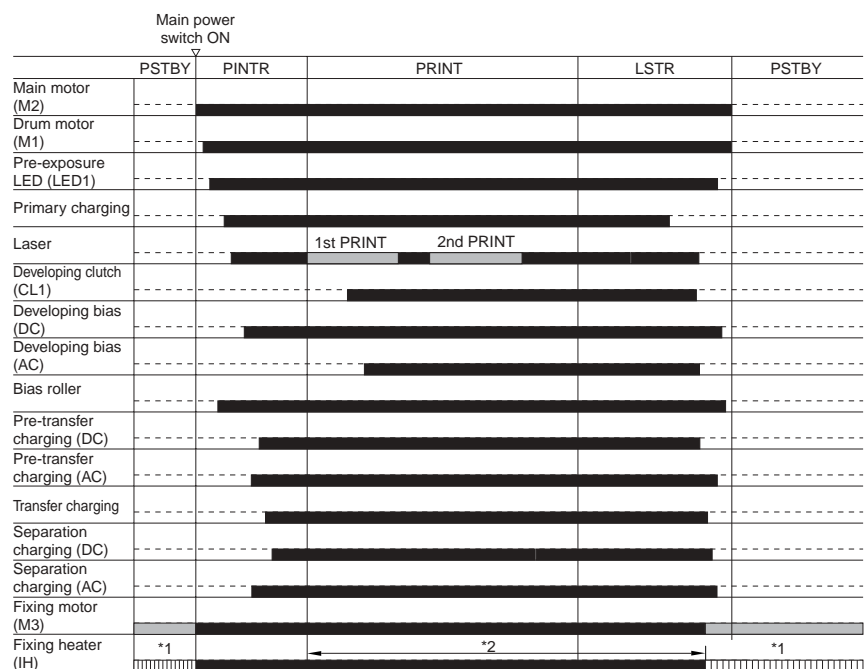 Main power
switch ON
PSTBY PINTR PRINT LSTR PSTBY
Main motor
(M2)
Drum motor
(M1)
Pre-exposure
LED (LED1)
Primary charging
Laser
1st PRINT 2nd PRINT
Developing clutch
(CL1)
Developing bias
(DC)
Developing bias
(AC)
Bias roller
Pre-transfer
charging (DC)
Pre-transfer
charging (AC)
Transfer charging
Separation
charging (DC)
Separation
charging (AC)
Fixing motor
(M3)
Fixing heater
(IH)
*1 *2 *1